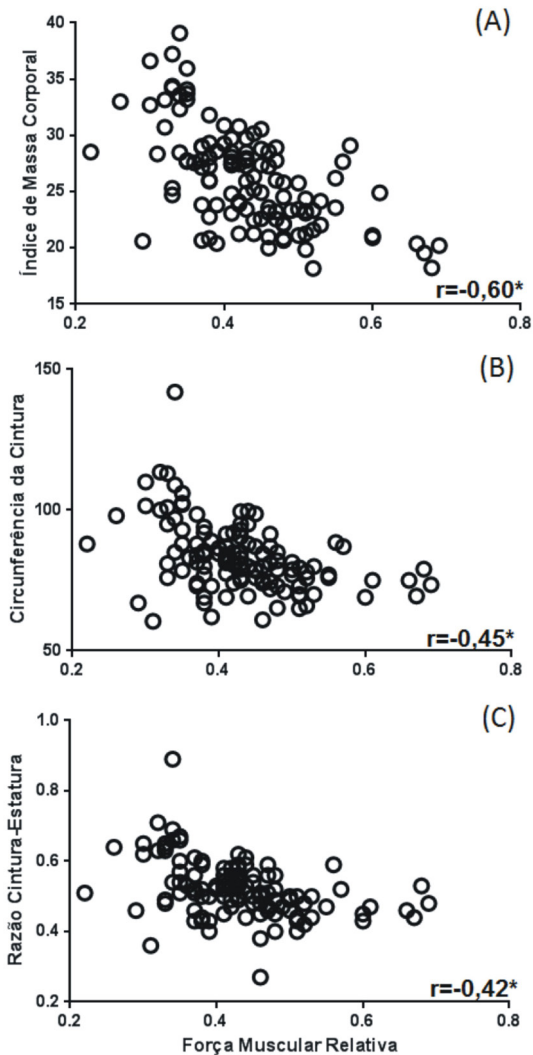 (A)
40
35
30
25
20
15
Índice de Massa Corporal
r=-0,60*
0.2 0.4 0.6 0.8
(B)
150
100
50
Circunferência da Cintura
r=-0,45*
0.2 0.4 0.6 0.8
(C)
1.0
0.8
0.6
0.4
0.2
Razão Cintura-Estatura
r=-0,42*
0.2 0.4 0.6 0.8
Força Muscular Relativa